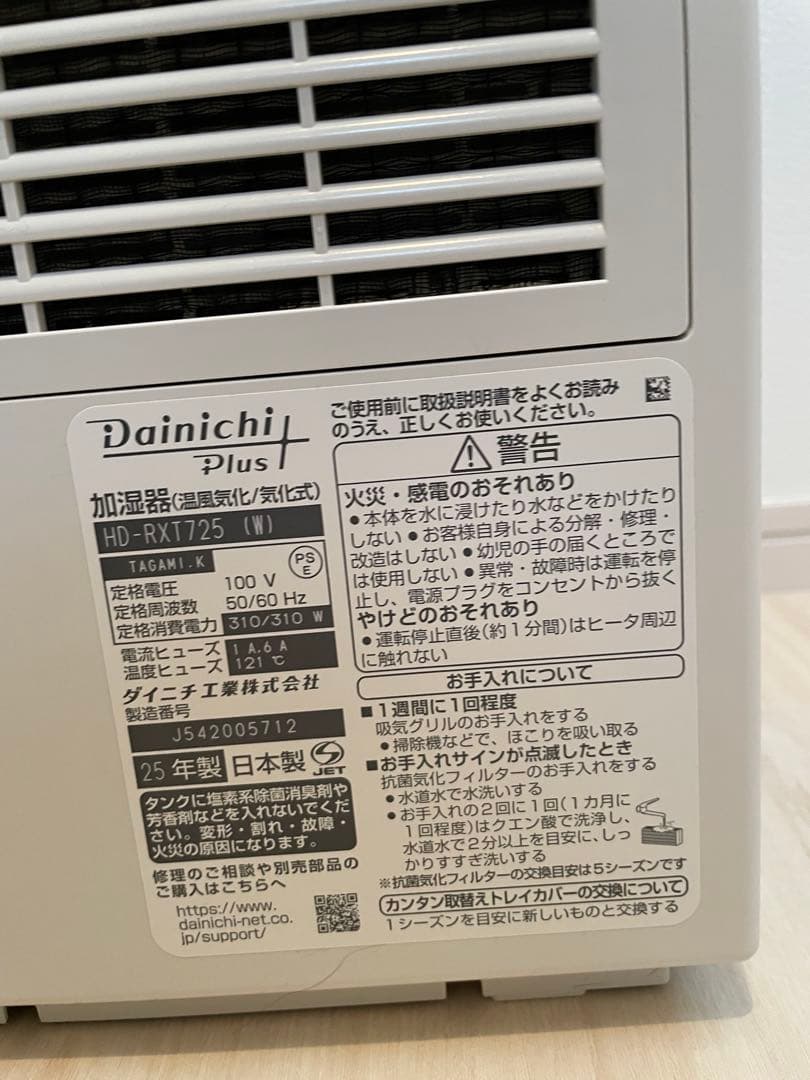 Dainichi
Plus
加湿器(温風気化/気化式)
HD-RXT725 (W)
TAGAMI.K
PS
E
定格電圧 100 V
定格周波数 50/60 Hz
定格消費電力 310/310 W
電流ヒューズ 1 A.6 A
温度ヒューズ 121 ℃
ダイニチ工業株式会社
製造番号
J542005712
25 年製 日本製
JET
タンクに塩素系除菌消臭剤や
芳香剤などを入れないでくだ
さい。変形・割れ・故障・
火災の原因になります。
修理のご相談や別売部品の
ご購入はこちらへ
https://www.
dainichi-net.co.
jp/support/
ご使用前に取扱説明書をよくお読み
のうえ、正しくお使いください。
警告
火災・感電のおそれあり
●本体を水に浸けたり水などをかけたり
しない ●お客様自身による分解・修理・
改造はしない ●幼児の手の届くところで
は使用しない ●異常・故障時は運転を停
止し、電源プラグをコンセントから抜く
やけどのおそれあり
●運転停止直後(約1分間)はヒータ周辺
に触れない
お手入れについて
■1週間に1回程度
吸気グリルのお手入れをする
●掃除機などで、ほこりを吸い取る
■お手入れサインが点滅したとき
抗菌気化フィルターのお手入れをする
●水道水で水洗いする
●お手入れの2回に1回(1カ月に
1回程度)はクエン酸で洗浄し、
水道水で2分以上を目安に、しっ
かりすすぎ洗いする
※抗菌気化フィルターの交換目安は5シーズンです
カンタン取替えトレイカバーの交換について
1シーズンを目安に新しいものと交換する